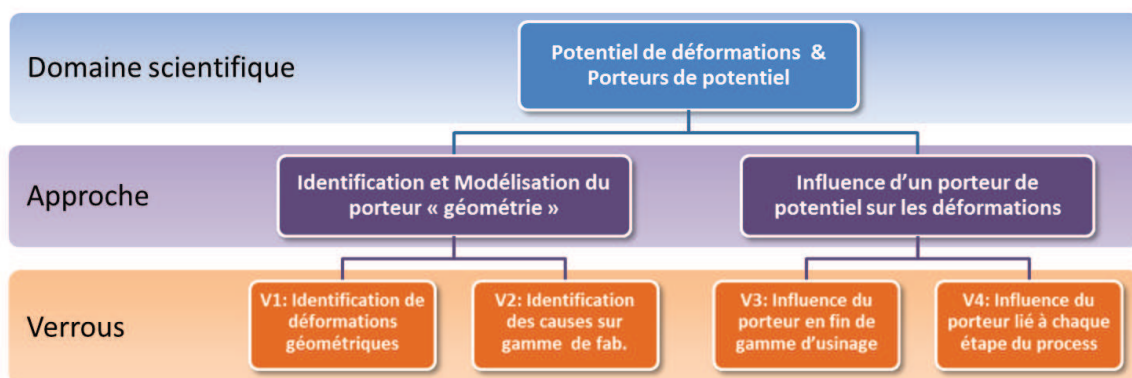 Domaine scientifique
Potentiel de déformations &
Porteurs de potentiel
Approche
Identification et Modélisation du
porteur « géométrie »
Influence d'un porteur de
potentiel sur les déformations
Verrous
V1: Identification de
déformations
géométriques
V2: Identification
des causes sur
gamme de fab.
V3: Influence du
porteur en fin de
gamme d'usinage
V4: Influence du
porteur lié à chaque
étape du process